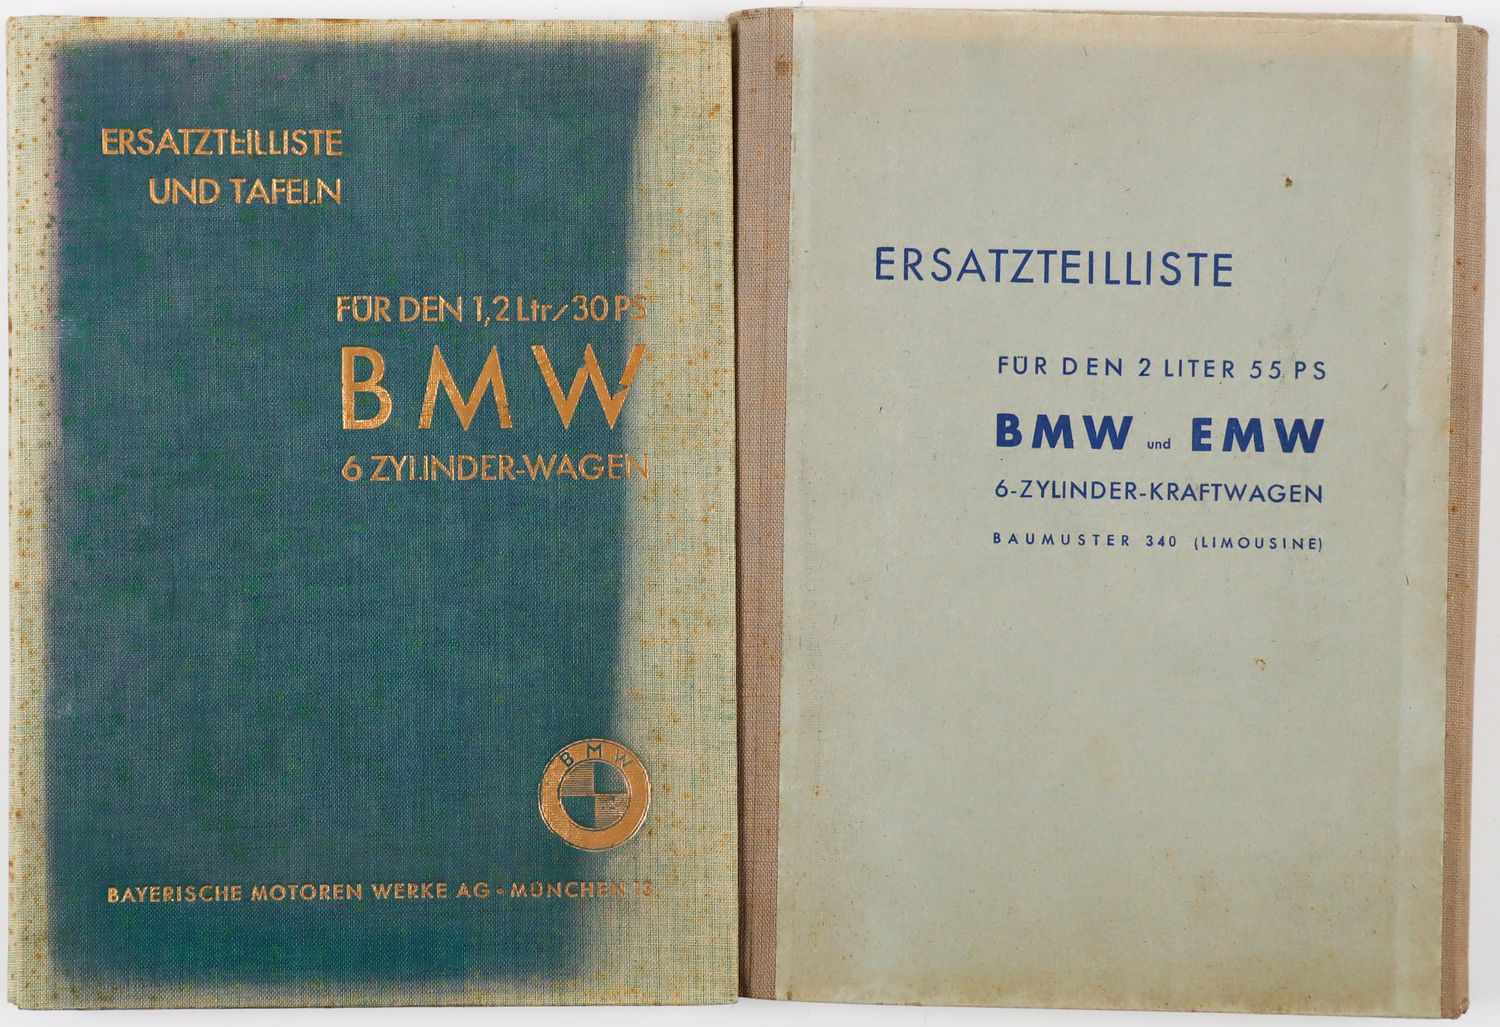 ERSATZTEILLISTE
UND TAFELN
FÜR DEN 1,2 Ltr/30 PS
BMW
6 ZYLINDER-WAGEN
BMW
BAYERISCHE MOTOREN WERKE AG - MÜNCHEN 13
ERSATZTEILLISTE
FÜR DEN 2 LITER 55 PS
BMW und EMW
6-ZYLINDER-KRAFTWAGEN
BAUMUSTER 340 (LIMOUSINE)